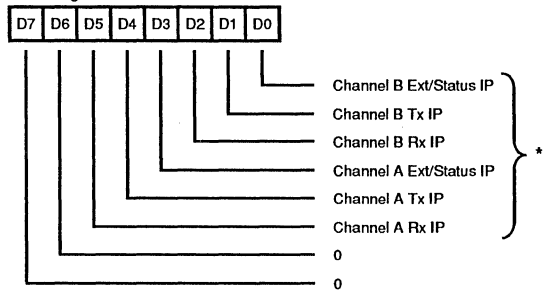 D7 D6 D5 D4 D3 D2 D1 D0
Channel B Ext/Status IP
Channel B Tx IP
Channel B Rx IP
Channel A Ext/Status IP
*
Channel A Tx IP
Channel A Rx IP
0
0